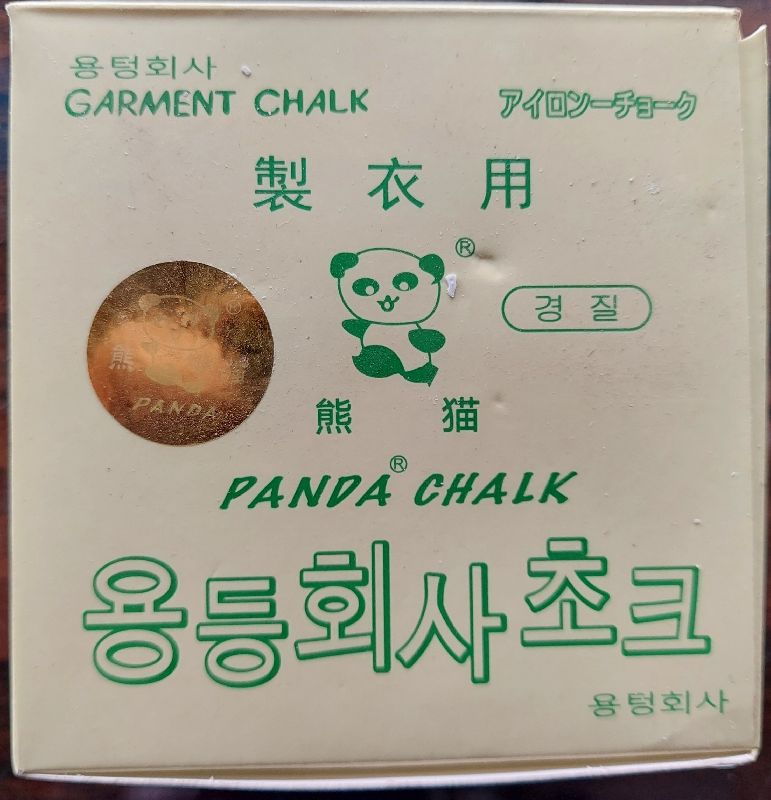 용텅회사
GARMENT CHALK アイロンーチョーク
製 衣 用
®
경 질
®
熊
PANDA
熊 猫
PANDA® CHALK
용등회사초크
용텅회사